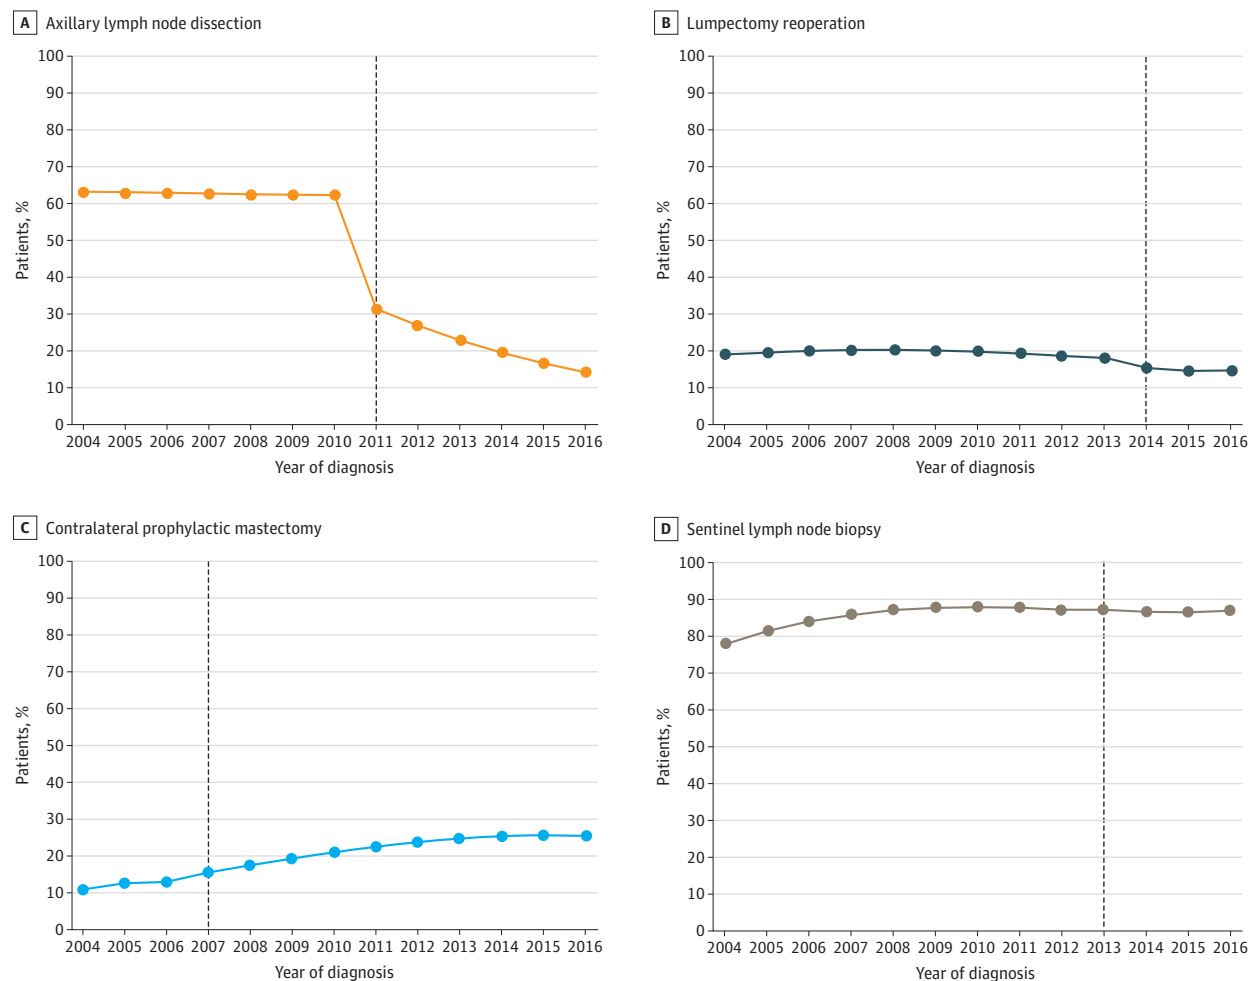 A Axillary lymph node dissection
100
90
80
70
60
50
40
30
20
10
0
Patients, %
2004 2005 2006 2007 2008 2009 2010 2011 2012 2013 2014 2015 2016
Year of diagnosis
B Lumpectomy reoperation
100
90
80
70
60
50
40
30
20
10
0
Patients, %
2004 2005 2006 2007 2008 2009 2010 2011 2012 2013 2014 2015 2016
Year of diagnosis
C Contralateral prophylactic mastectomy
100
90
80
70
60
50
40
30
20
10
0
Patients, %
2004 2005 2006 2007 2008 2009 2010 2011 2012 2013 2014 2015 2016
Year of diagnosis
D Sentinel lymph node biopsy
100
90
80
70
60
50
40
30
20
10
0
Patients, %
2004 2005 2006 2007 2008 2009 2010 2011 2012 2013 2014 2015 2016
Year of diagnosis